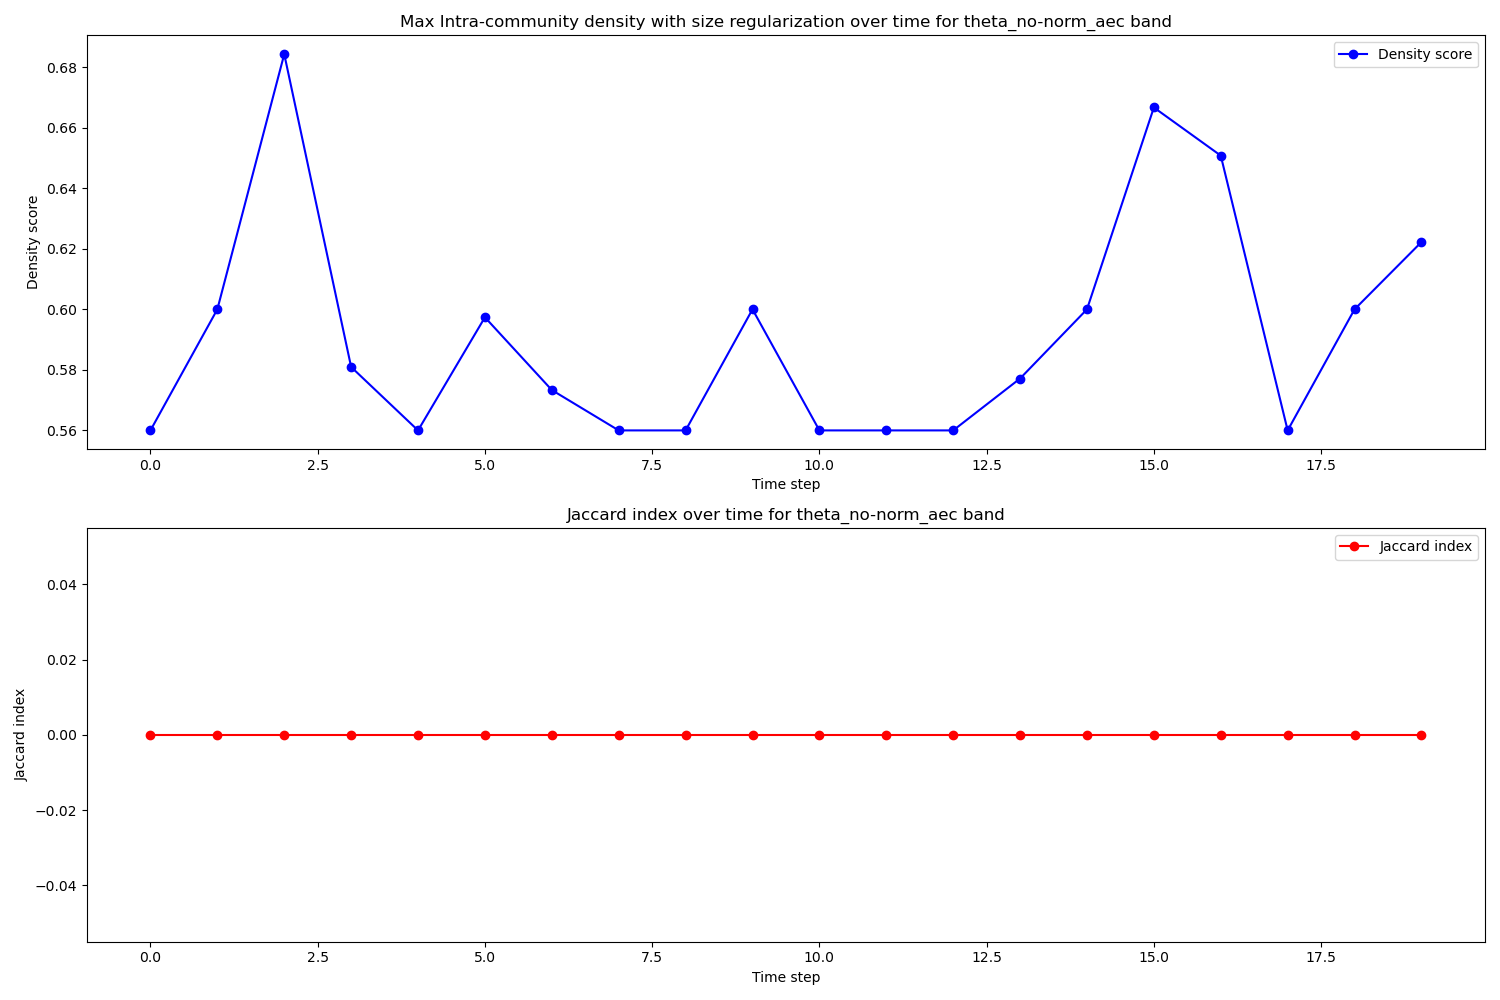 Max Intra-community density with size regularization over time for theta_no-norm_aec band
Density score
0.68
0.66
0.64
0.62
0.60
0.58
0.56
Density score
0.0 2.5 5.0 7.5 10.0 12.5 15.0 17.5
Time step
Jaccard index over time for theta_no-norm_aec band
Jaccard index
0.04
0.02
0.00
−0.02
−0.04
Jaccard index
0.0 2.5 5.0 7.5 10.0 12.5 15.0 17.5
Time step